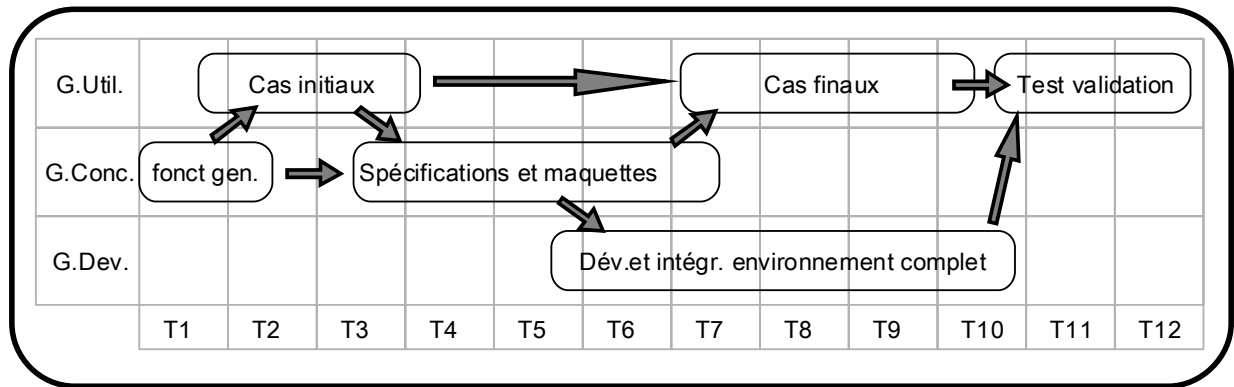 G.Util.
Cas initiaux
Cas finaux
Test validation
G.Conc.
fonct gen.
Spécifications et maquettes
G.Dev.
Dév.et intégr. environnement complet
T1 T2 T3 T4 T5 T6 T7 T8 T9 T10 T11 T12